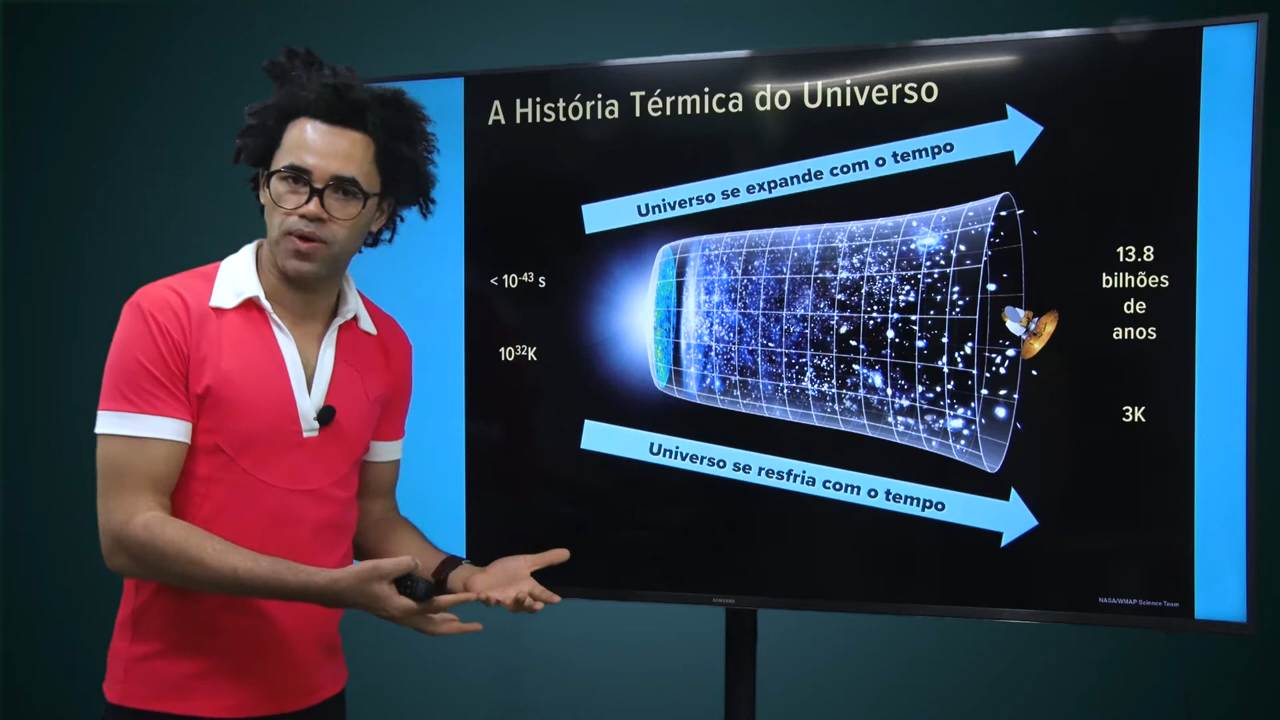 A História Térmica do Universo
Universo se expande com o tempo
< 10⁻⁴³ s
10³²K
13.8
bilhões
de
anos
3K
Universo se resfria com o tempo
NASA/WMAP Science Team
SAMSUNG